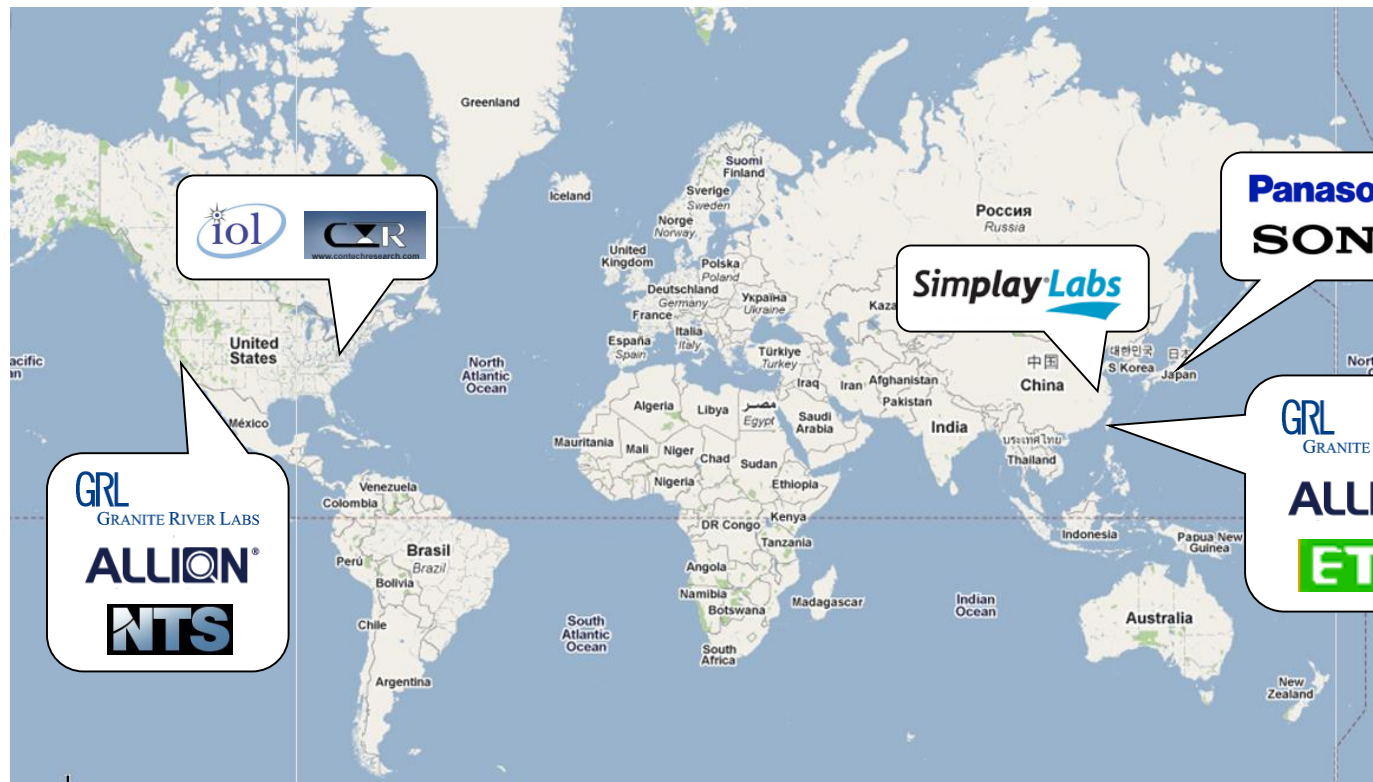 Greenland
Iceland
Suomi
Finland
Sverige
Sweden
Norge
Norway
Россия
Russia
United
Kingdom
Polska
Poland
Deutschland
Germany
Україна
Ukraine
France
Kaza
Italia
Italy
España
Spain
Türkiye
Turkey
iol
CXR
www.contechresearch.com
Simplay Labs
Panaso
SON
United
States
acific
an
North
Atlantic
Ocean
México
中国
China
대한민국
S Korea
日本
Japan
Nort
Iraq
Iran
Afghanistan
Pakistan
Algeria
Libya
مصر
Egypt
Saudi
Arabia
India
ประเทศไทย
Thailand
Mauritania
Mali
Niger
Chad
Sudan
Nigeria
Ethiopia
Venezuela
Colombia
DR Congo
Kenya
Tanzania
Indonesia
Papua New
Guinea
Perú
Brasil
Brazil
Bolivia
Angola
Namibia
Botswana
Madagascar
Indian
Ocean
Australia
Chile
South
Atlantic
Ocean
South
Africa
Argentina
New
Zealand
GRL
GRANITE RIVER LABS
ALLION®
NTS
GRL
GRANITE
ALLI
ET